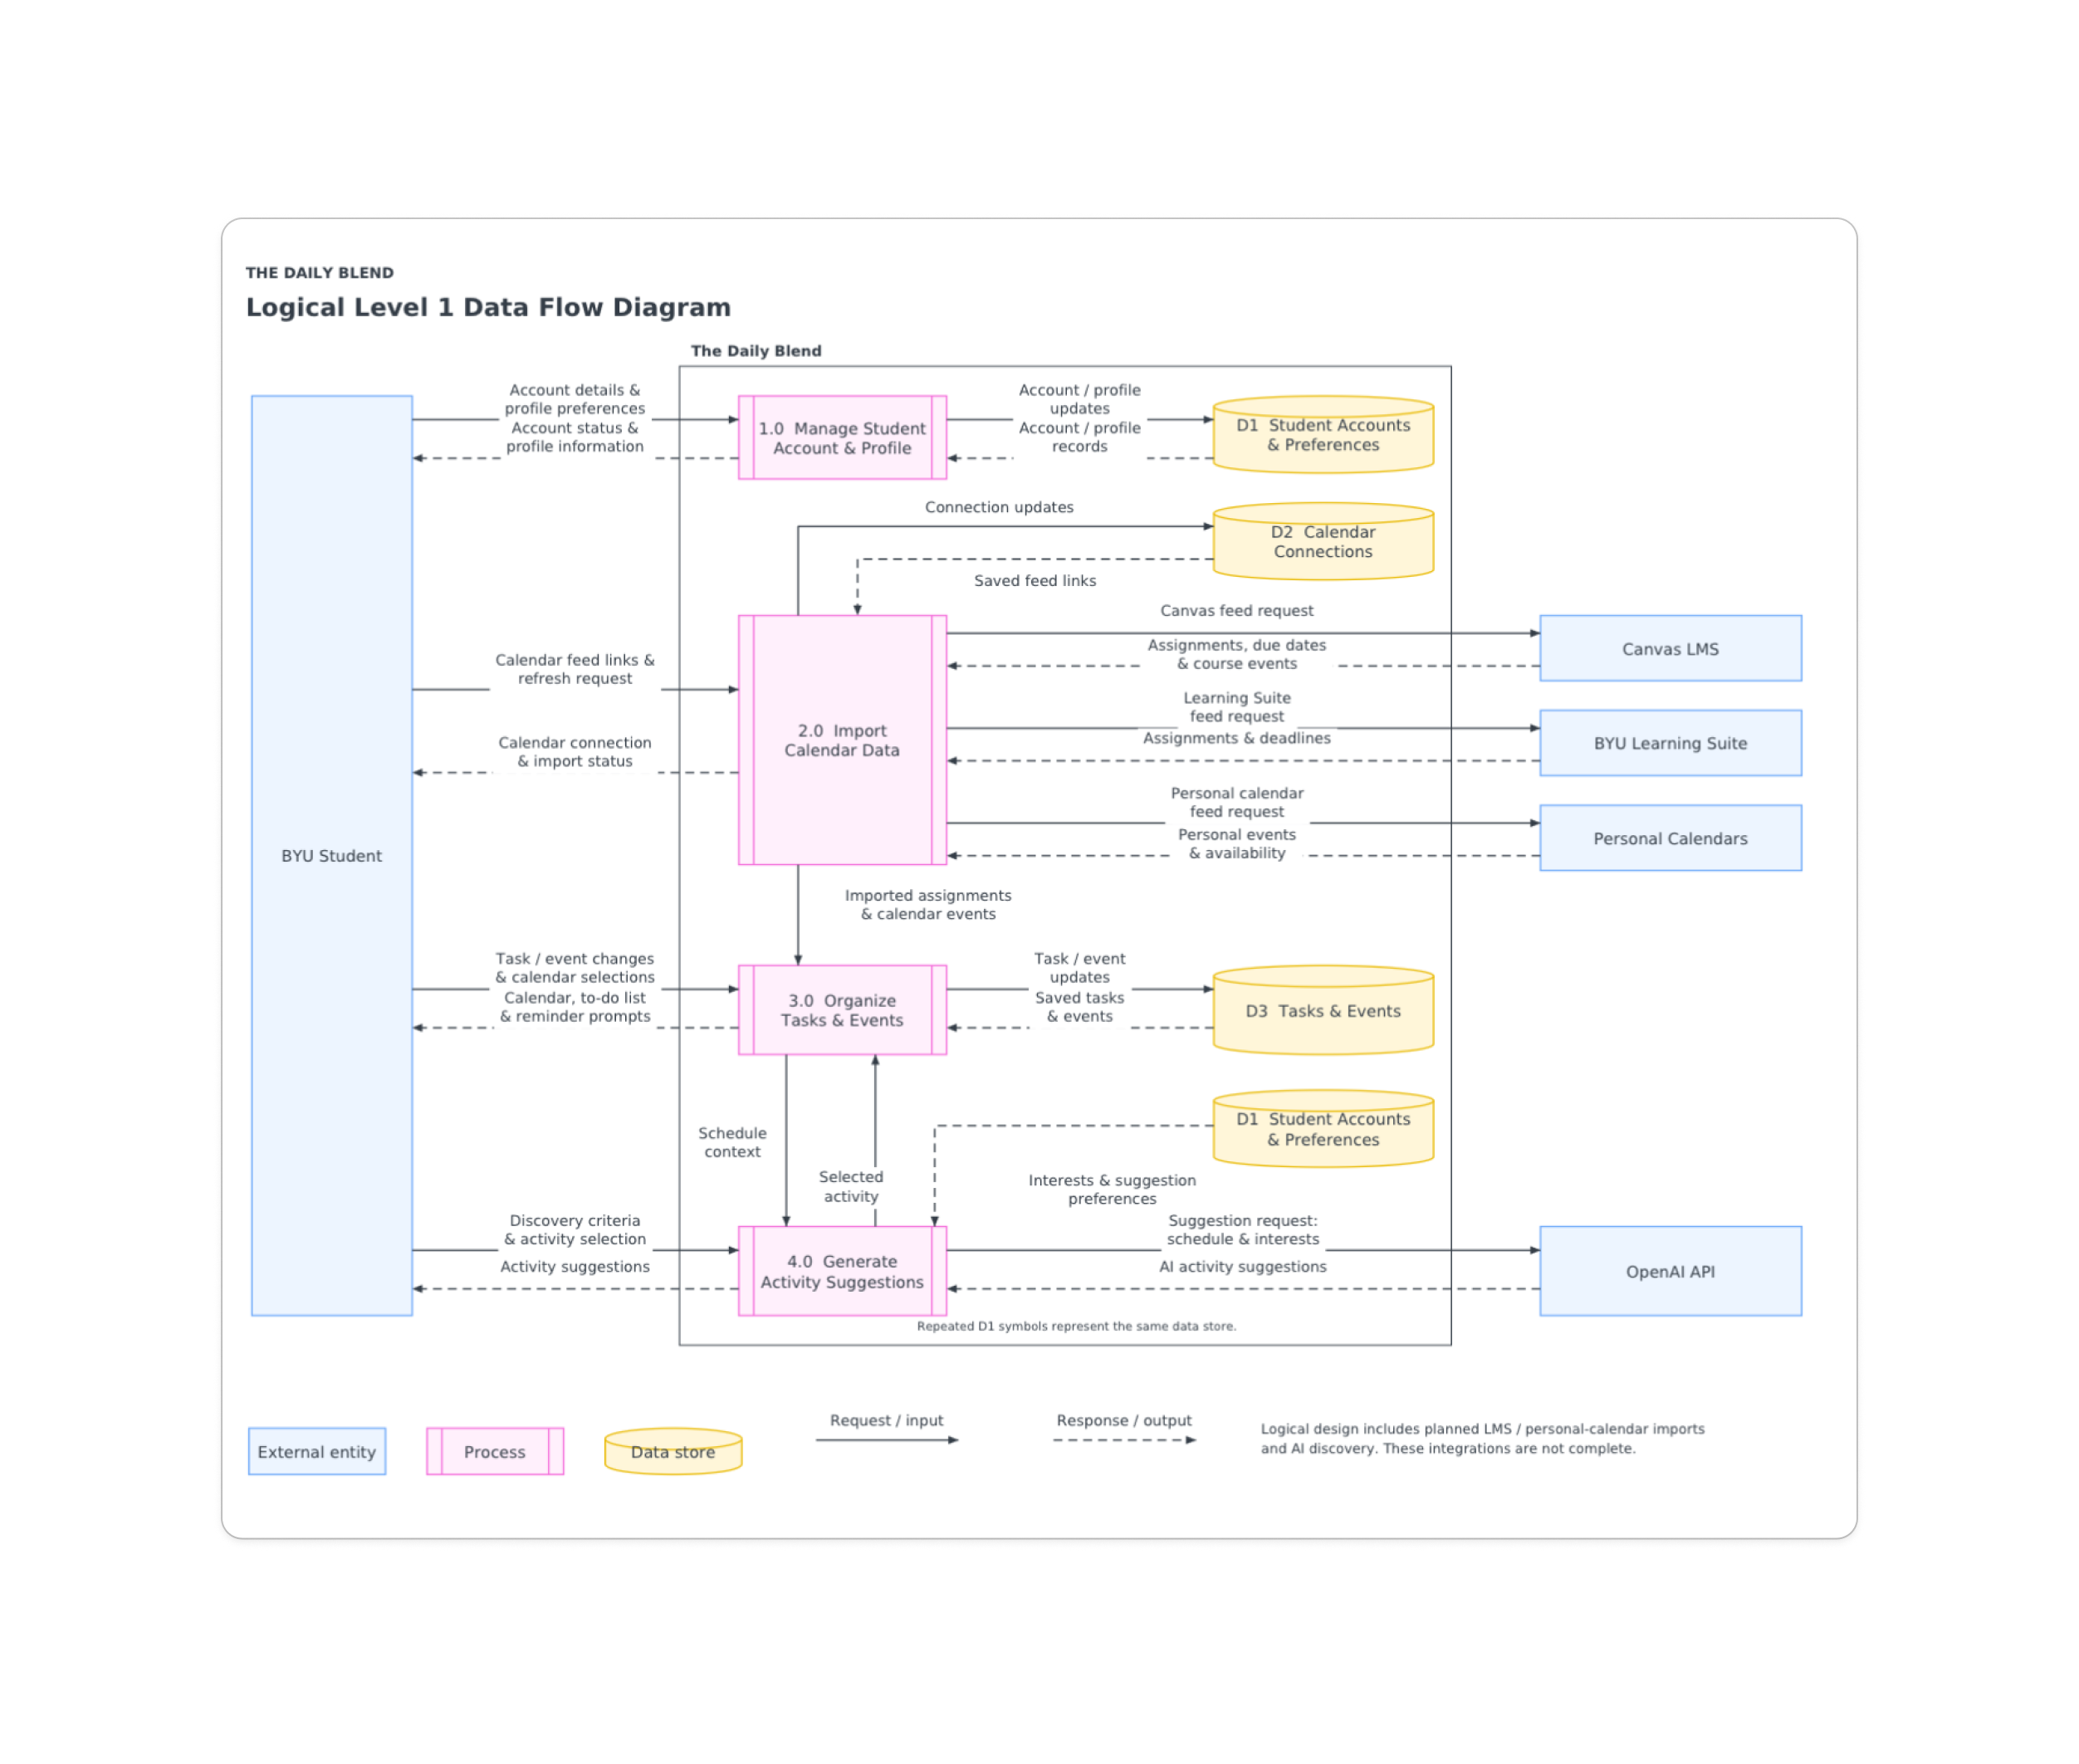 THE DAILY BLEND
Logical Level 1 Data Flow Diagram
The Daily Blend
Account details &
profile preferences
Account status &
profile information
1.0  Manage Student
Account & Profile
Account / profile
updates
Account / profile
records
D1  Student Accounts
& Preferences
Connection updates
D2  Calendar
Connections
Saved feed links
Canvas feed request
Assignments, due dates
& course events
Canvas LMS
Calendar feed links &
refresh request
Learning Suite
feed request
Assignments & deadlines
BYU Learning Suite
2.0  Import
Calendar Data
Calendar connection
& import status
Personal calendar
feed request
Personal events
& availability
Personal Calendars
BYU Student
Imported assignments
& calendar events
Task / event changes
& calendar selections
Calendar, to-do list
& reminder prompts
3.0  Organize
Tasks & Events
Task / event
updates
Saved tasks
& events
D3  Tasks & Events
D1  Student Accounts
& Preferences
Schedule
context
Selected
activity
Interests & suggestion
preferences
Discovery criteria
& activity selection
Activity suggestions
4.0  Generate
Activity Suggestions
Suggestion request:
schedule & interests
AI activity suggestions
OpenAI API
Repeated D1 symbols represent the same data store.
External entity
Process
Data store
Request / input
Response / output
Logical design includes planned LMS / personal-calendar imports
and AI discovery. These integrations are not complete.